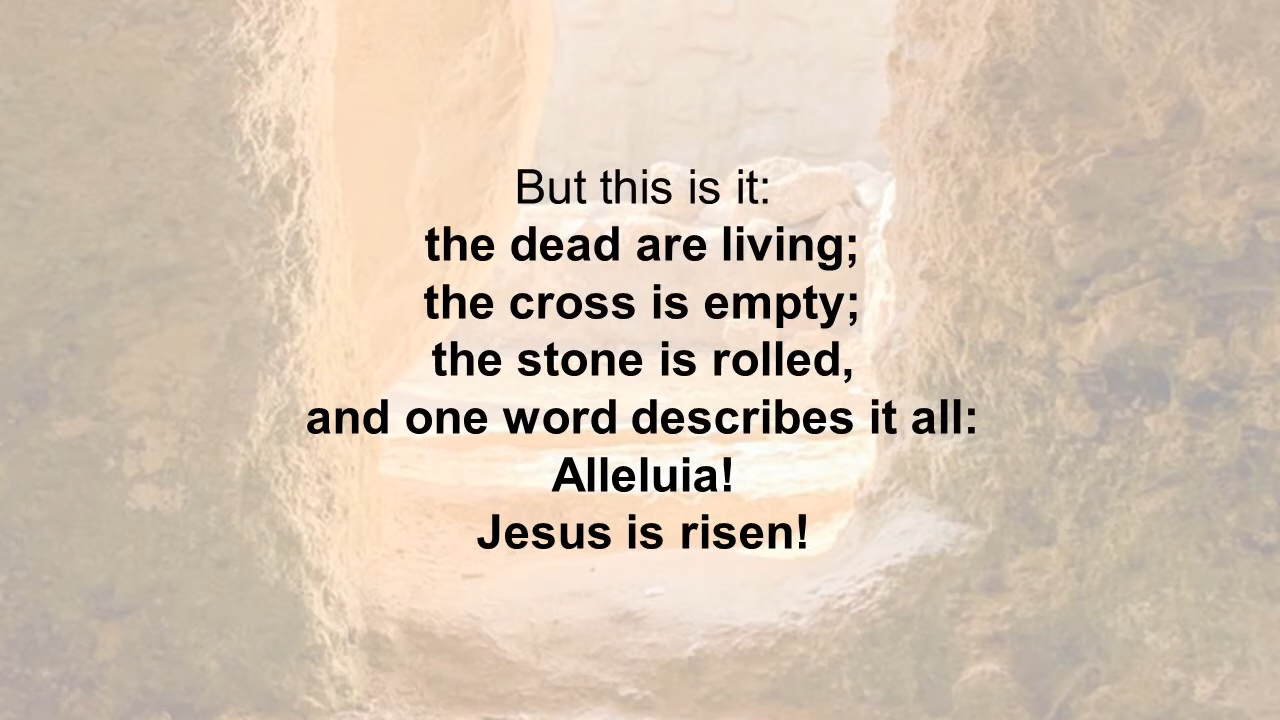 But this is it:
the dead are living;
the cross is empty;
the stone is rolled,
and one word describes it all:
Alleluia!
Jesus is risen!